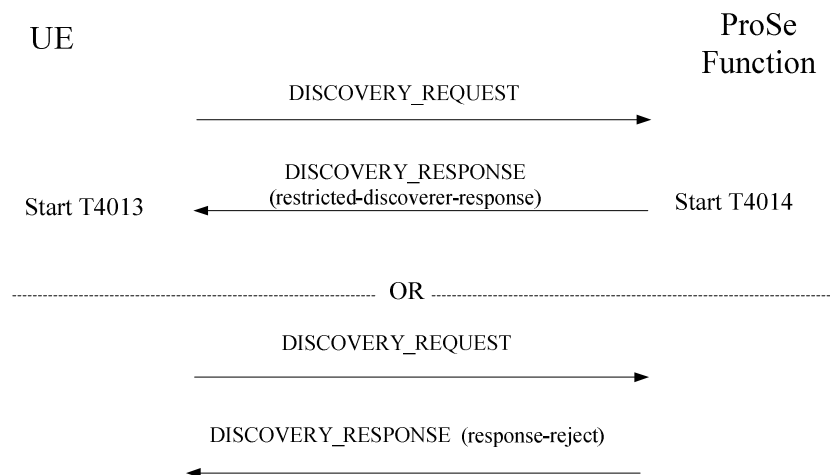 UE
ProSe
Function
DISCOVERY_REQUEST
DISCOVERY_RESPONSE
(restricted-discoverer-response)
Start T4013
Start T4014
OR
DISCOVERY_REQUEST
DISCOVERY_RESPONSE (response-reject)